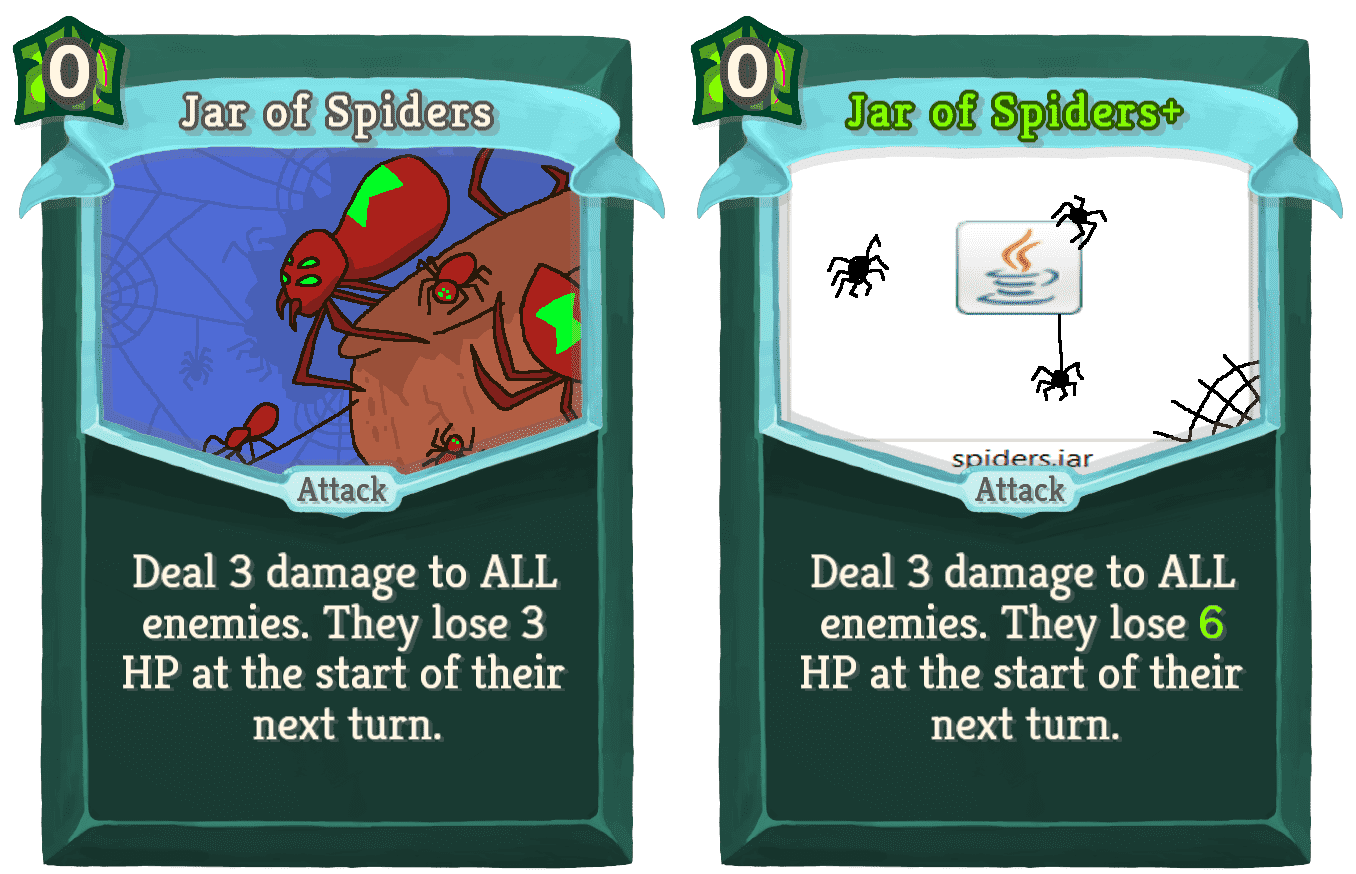 0
Jar of Spiders
Attack
Deal 3 damage to ALL
enemies. They lose 3
HP at the start of their
next turn.
0
Jar of Spiders+
spiders.jar
Attack
Deal 3 damage to ALL
enemies. They lose 6
HP at the start of their
next turn.